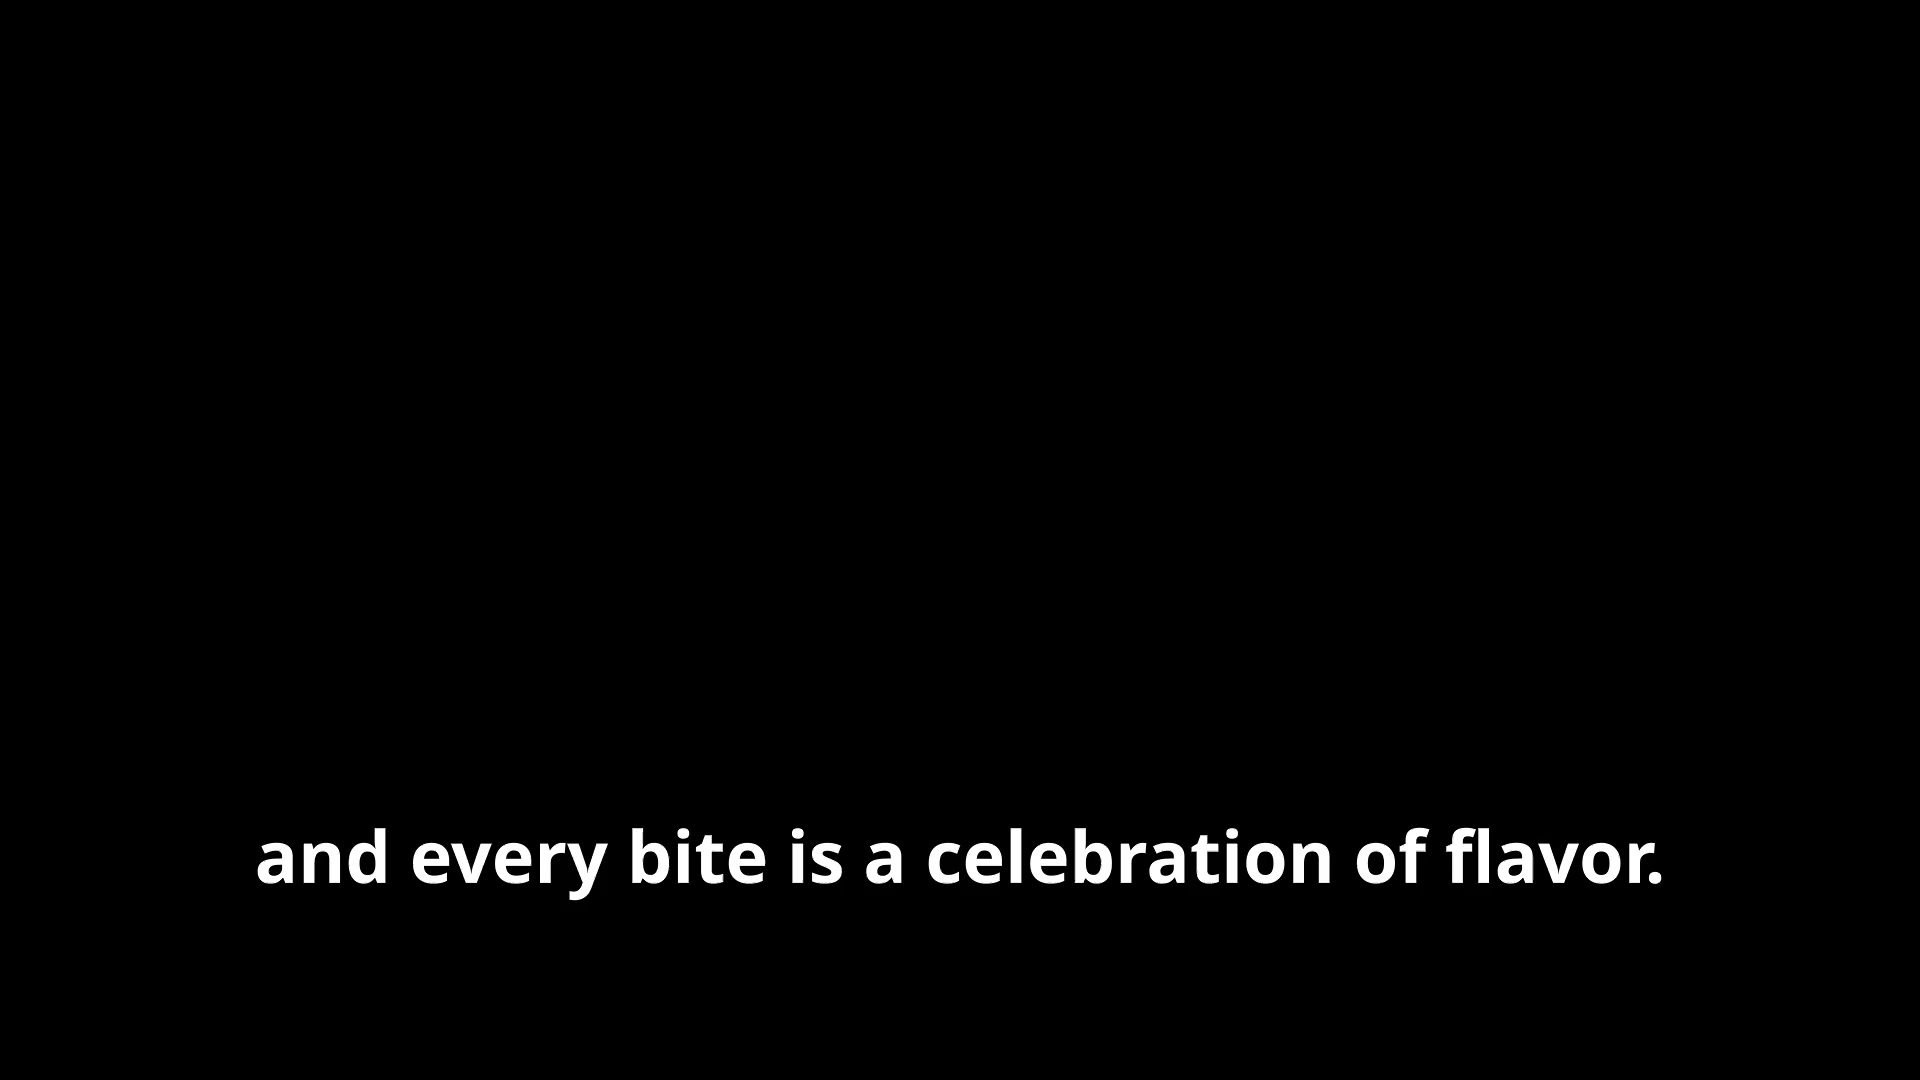 and every bite is a celebration of flavor.